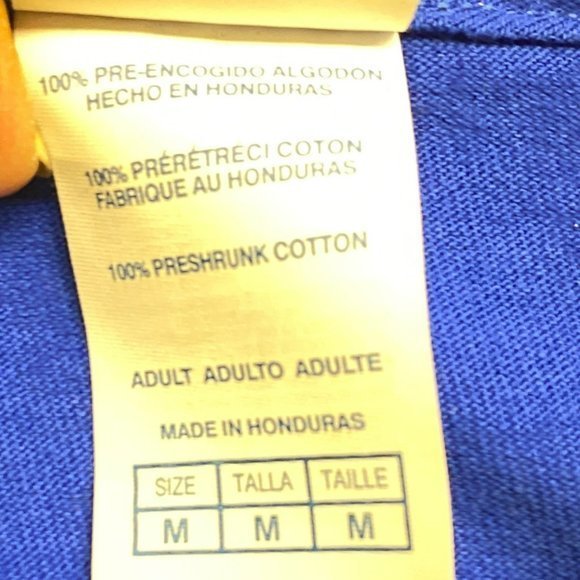 100% PRE-ENCOGIDO ALGODON
HECHO EN HONDURAS
100% PRÉRÉTRECI COTON
FABRIQUE AU HONDURAS
100% PRESHRUNK COTTON
ADULT ADULTO ADULTE
MADE IN HONDURAS
SIZE TALLA TAILLE
M M M